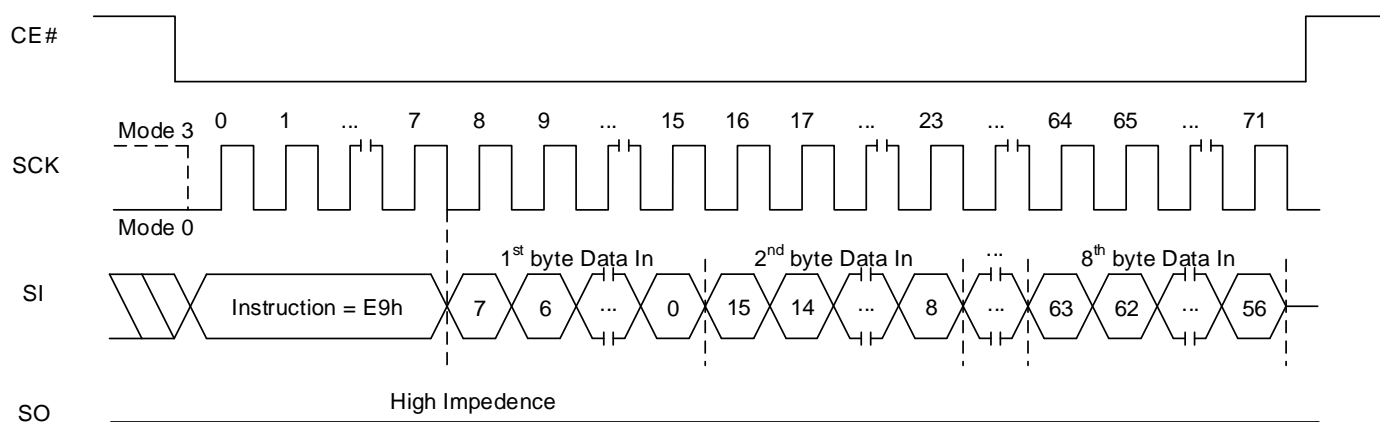 CE#
0 1 ... 7 8 9 ... 15 16 17 ... 23 ... 64 65 ... 71
Mode 3
SCK
Mode 0
1st byte Data In 2nd byte Data In ... 8th byte Data In
SI Instruction = E9h 7 6 ... 0 15 14 ... 8 ... 63 62 ... 56
High Impedence
SO